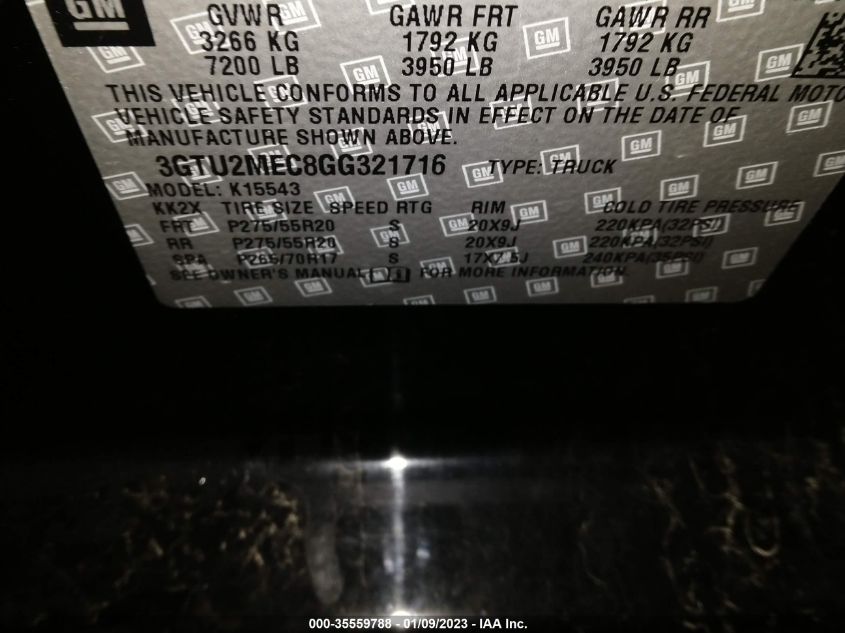 GM
GVWR GAWR FRT GAWR RR
3266 KG 1792 KG 1792 KG
7200 LB 3950 LB 3950 LB
THIS VEHICLE CONFORMS TO ALL APPLICABLE U.S. FEDERAL MOTO
VEHICLE SAFETY STANDARDS IN EFFECT ON THE DATE OF
MANUFACTURE SHOWN ABOVE.
3GTU2MEC8GG321716 TYPE: TRUCK
MODEL: K15543
KK2X TIRE SIZE SPEED RTG RIM COLD TIRE PRESSURE
FRT P275/55R20 S 20X9J 220KPA(32PSI)
RR P275/55R20 S 20X9J 220KPA(32PSI)
SPA P265/70R17 S 17X7.5J 240KPA(35PSI)
SEE OWNER'S MANUAL FOR MORE INFORMATION.
000-35559788 - 01/09/2023 - IAA Inc.